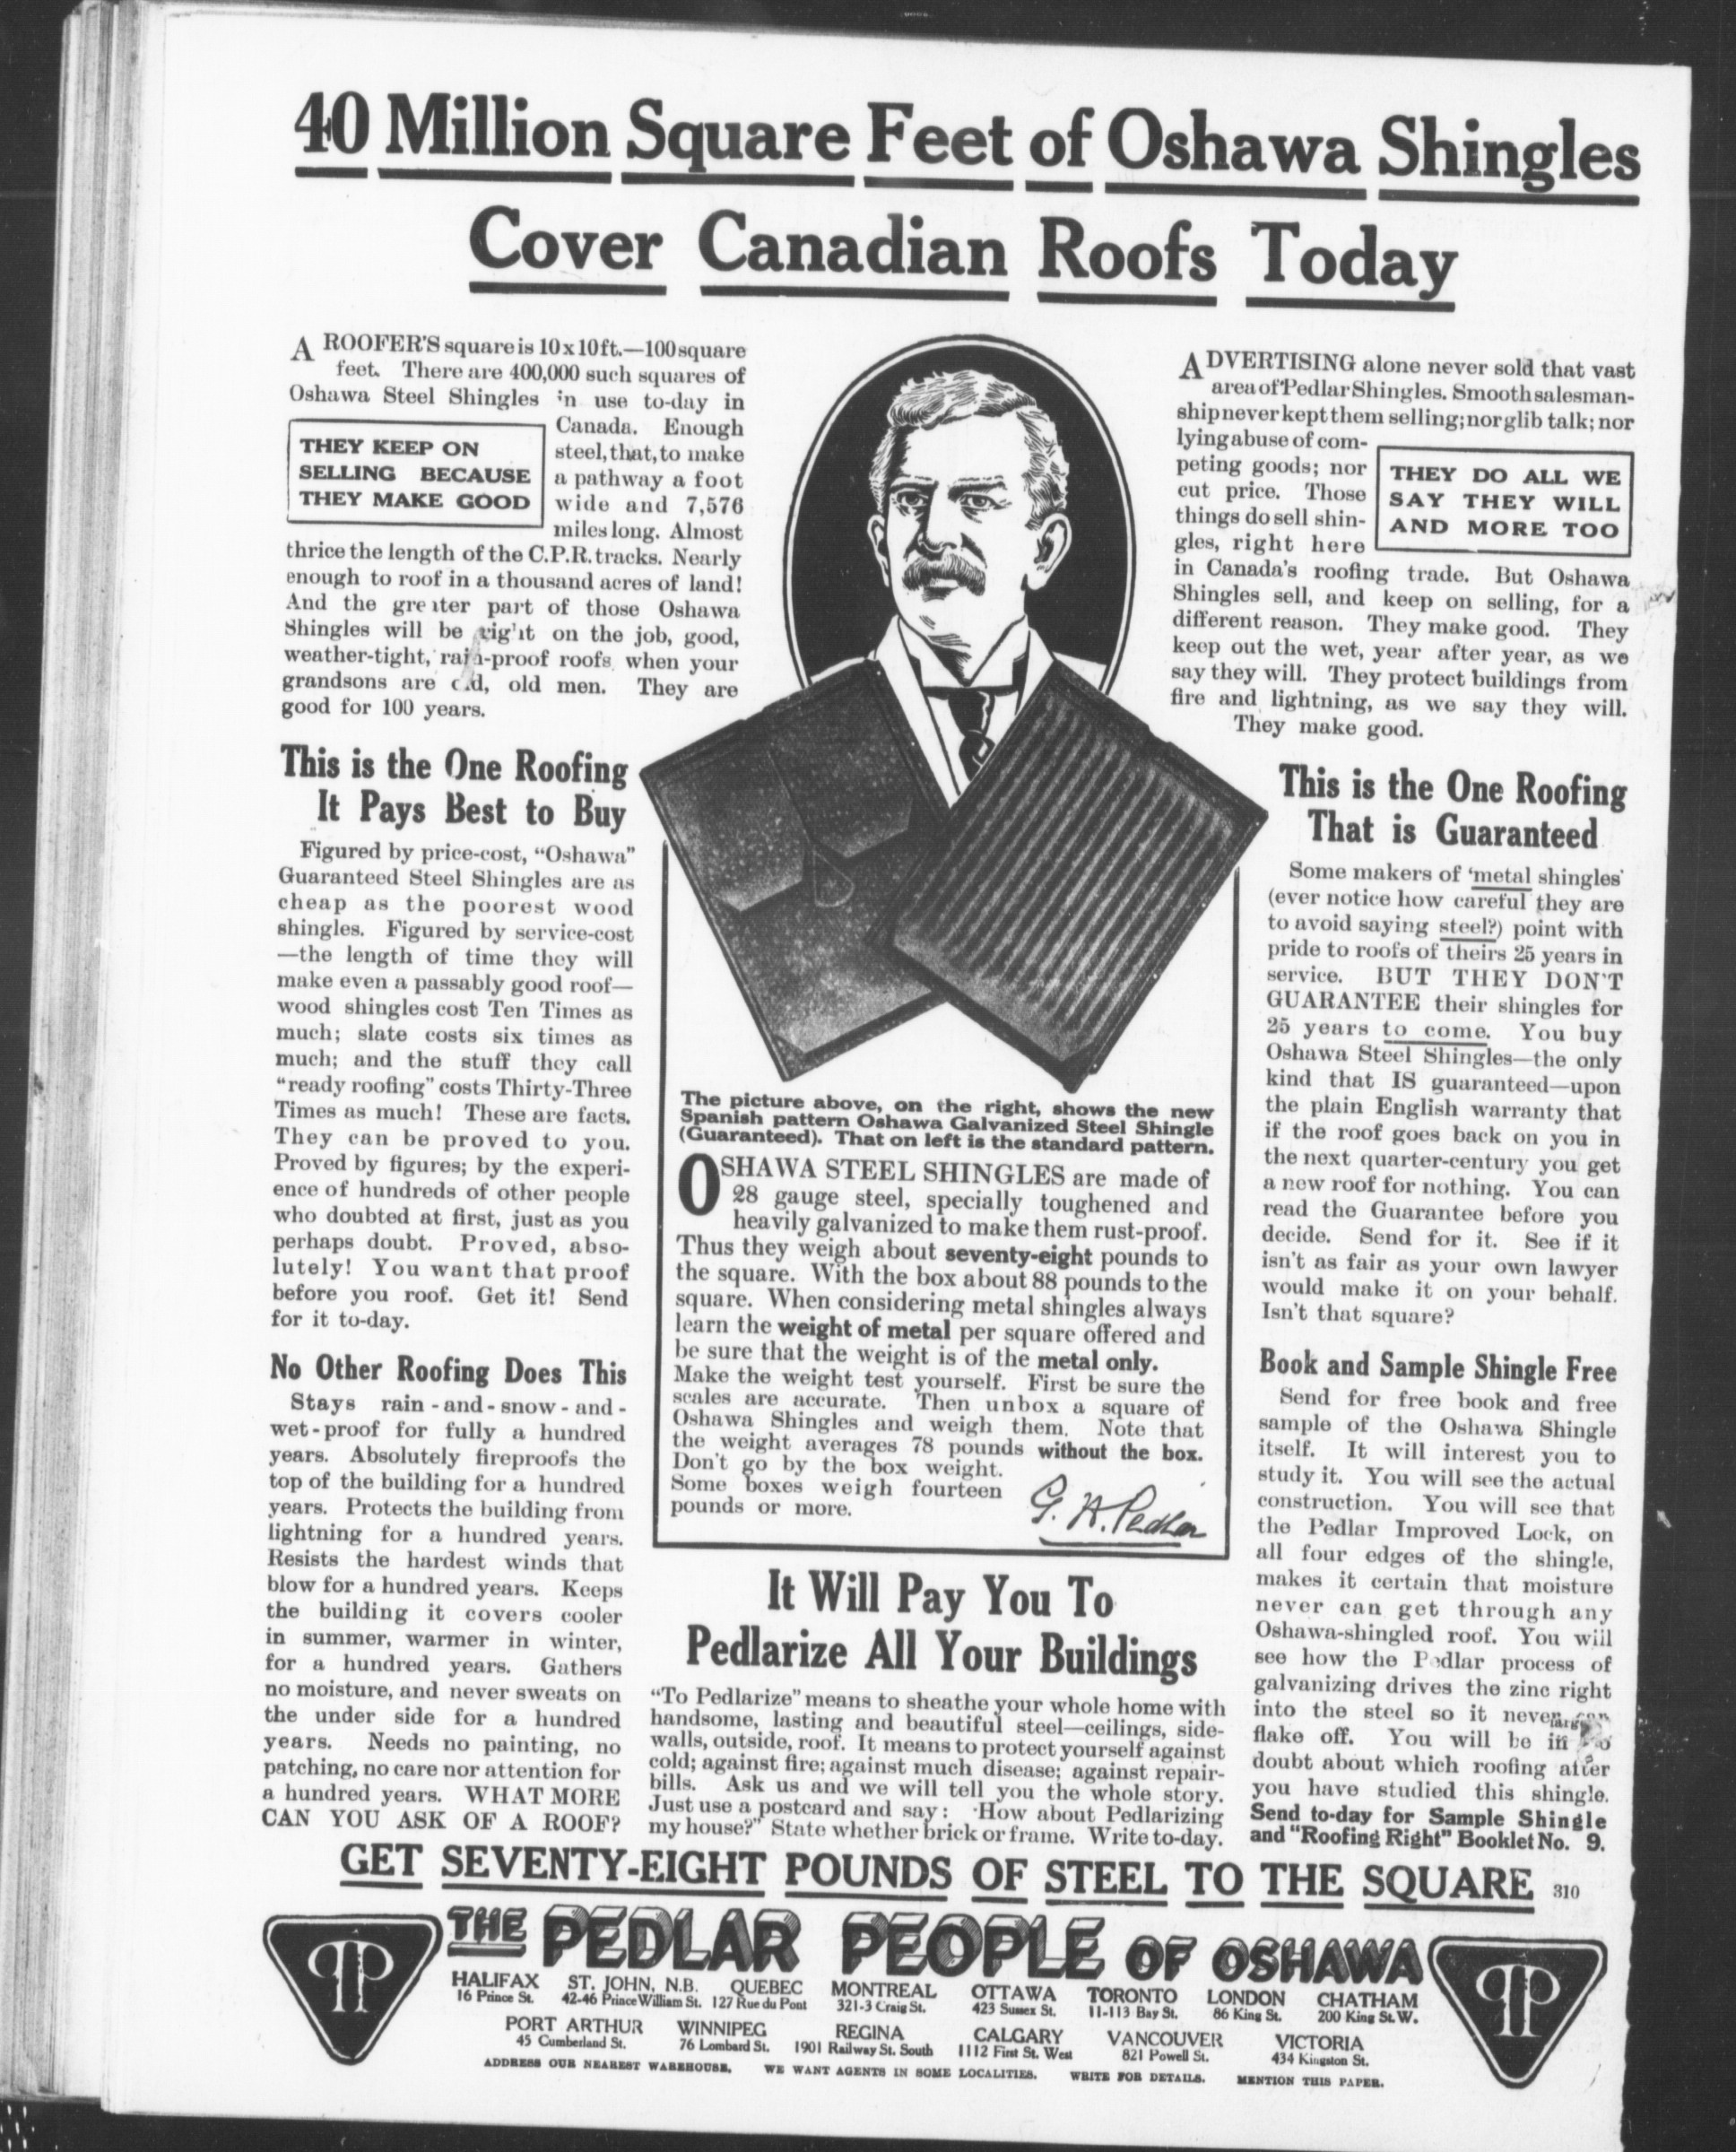 40 Million Square Feet of Oshawa Shingles
Cover Canadian Roofs Today
A ROOFER'S square is 10x10 ft.—100 square
feet. There are 400,000 such squares of
Oshawa Steel Shingles in use to-day in
Canada. Enough
steel, that, to make
a pathway a foot
wide and 7,576
miles long. Almost
thrice the length of the C.P.R. tracks. Nearly
enough to roof in a thousand acres of land!
And the greater part of those Oshawa
Shingles will be right on the job, good,
weather-tight, rain-proof roofs, when your
grandsons are old, old men. They are
good for 100 years.
THEY KEEP ON
SELLING BECAUSE
THEY MAKE GOOD
This is the One Roofing
It Pays Best to Buy
Figured by price-cost, "Oshawa"
Guaranteed Steel Shingles are as
cheap as the poorest wood
shingles. Figured by service-cost
—the length of time they will
make even a passably good roof—
wood shingles cost Ten Times as
much; slate costs six times as
much; and the stuff they call
"ready roofing" costs Thirty-Three
Times as much! These are facts.
They can be proved to you.
Proved by figures; by the experi-
ence of hundreds of other people
who doubted at first, just as you
perhaps doubt. Proved, abso-
lutely! You want that proof
before you roof. Get it! Send
for it to-day.
No Other Roofing Does This
Stays rain-and-snow-and-
wet-proof for fully a hundred
years. Absolutely fireproofs the
top of the building for a hundred
years. Protects the building from
lightning for a hundred years.
Resists the hardest winds that
blow for a hundred years. Keeps
the building it covers cooler
in summer, warmer in winter,
for a hundred years. Gathers
no moisture, and never sweats on
the under side for a hundred
years. Needs no painting, no
patching, no care nor attention for
a hundred years. WHAT MORE
CAN YOU ASK OF A ROOF?
The picture above, on the right, shows the new
Spanish pattern Oshawa Galvanized Steel Shingle
(Guaranteed). That on left is the standard pattern.
OSHAWA STEEL SHINGLES are made of
28 gauge steel, specially toughened and
heavily galvanized to make them rust-proof.
Thus they weigh about seventy-eight pounds to
the square. With the box about 88 pounds to the
square. When considering metal shingles always
learn the weight of metal per square offered and
be sure that the weight is of the metal only.
Make the weight test yourself. First be sure the
scales are accurate. Then unbox a square of
Oshawa Shingles and weigh them. Note that
the weight averages 78 pounds without the box.
Don't go by the box weight.
Some boxes weigh fourteen
pounds or more.
G. H. Pedlar
It Will Pay You To
Pedlarize All Your Buildings
"To Pedlarize" means to sheathe your whole home with
handsome, lasting and beautiful steel—ceilings, side-
walls, outside, roof. It means to protect yourself against
cold; against fire; against much disease; against repair-
bills. Ask us and we will tell you the whole story.
Just use a postcard and say: "How about Pedlarizing
my house?" State whether brick or frame. Write to-day.
ADVERTISING alone never sold that vast
area of Pedlar Shingles. Smooth salesman-
ship never kept them selling; nor glib talk; nor
lying abuse of com-
peting goods; nor
cut price. Those
things do sell shin-
gles, right here
in Canada's roofing trade. But Oshawa
Shingles sell, and keep on selling, for a
different reason. They make good. They
keep out the wet, year after year, as we
say they will. They protect buildings from
fire and lightning, as we say they will.
They make good.
THEY DO ALL WE
SAY THEY WILL
AND MORE TOO
This is the One Roofing
That is Guaranteed
Some makers of 'metal shingles'
(ever notice how careful they are
to avoid saying steel?) point with
pride to roofs of theirs 25 years in
service. BUT THEY DON'T
GUARANTEE their shingles for
25 years to come. You buy
Oshawa Steel Shingles—the only
kind that IS guaranteed—upon
the plain English warranty that
if the roof goes back on you in
the next quarter-century you get
a new roof for nothing. You can
read the Guarantee before you
decide. Send for it. See if it
isn't as fair as your own lawyer
would make it on your behalf.
Isn't that square?
Book and Sample Shingle Free
Send for free book and free
sample of the Oshawa Shingle
itself. It will interest you to
study it. You will see the actual
construction. You will see that
the Pedlar Improved Lock, on
all four edges of the shingle,
makes it certain that moisture
never can get through any
Oshawa-shingled roof. You will
see how the Pedlar process of
galvanizing drives the zinc right
into the steel so it never can
flake off. You will be in no
doubt about which roofing after
you have studied this shingle.
Send to-day for Sample Shingle
and "Roofing Right" Booklet No. 9.
GET SEVENTY-EIGHT POUNDS OF STEEL TO THE SQUARE 310
THE PEDLAR PEOPLE OF OSHAWA
HALIFAX ST. JOHN, N.B. QUEBEC MONTREAL OTTAWA TORONTO LONDON CHATHAM
16 Prince St. 42-46 Prince William St. 127 Rue du Pont 321-3 Craig St. 423 Sussex St. 11-113 Bay St. 86 King St. 200 King St. W.
PORT ARTHUR WINNIPEG REGINA CALGARY VANCOUVER VICTORIA
45 Cumberland St. 76 Lombard St. 1901 Railway St. South 1112 First St. West 821 Powell St. 434 Kingston St.
ADDRESS OUR NEAREST WAREHOUSE. WE WANT AGENTS IN SOME LOCALITIES. WRITE FOR DETAILS. MENTION THIS PAPER.